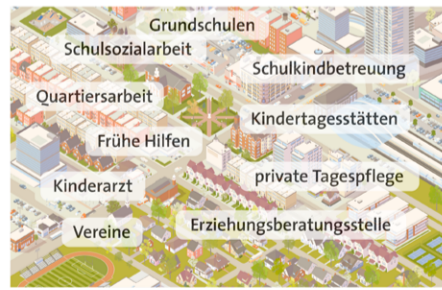 Grundschulen
Schulsozialarbeit
Schulkindbetreuung
Quartiersarbeit
Kindertagesstätten
Frühe Hilfen
Kinderarzt
private Tagespflege
Vereine
Erziehungsberatungsstelle